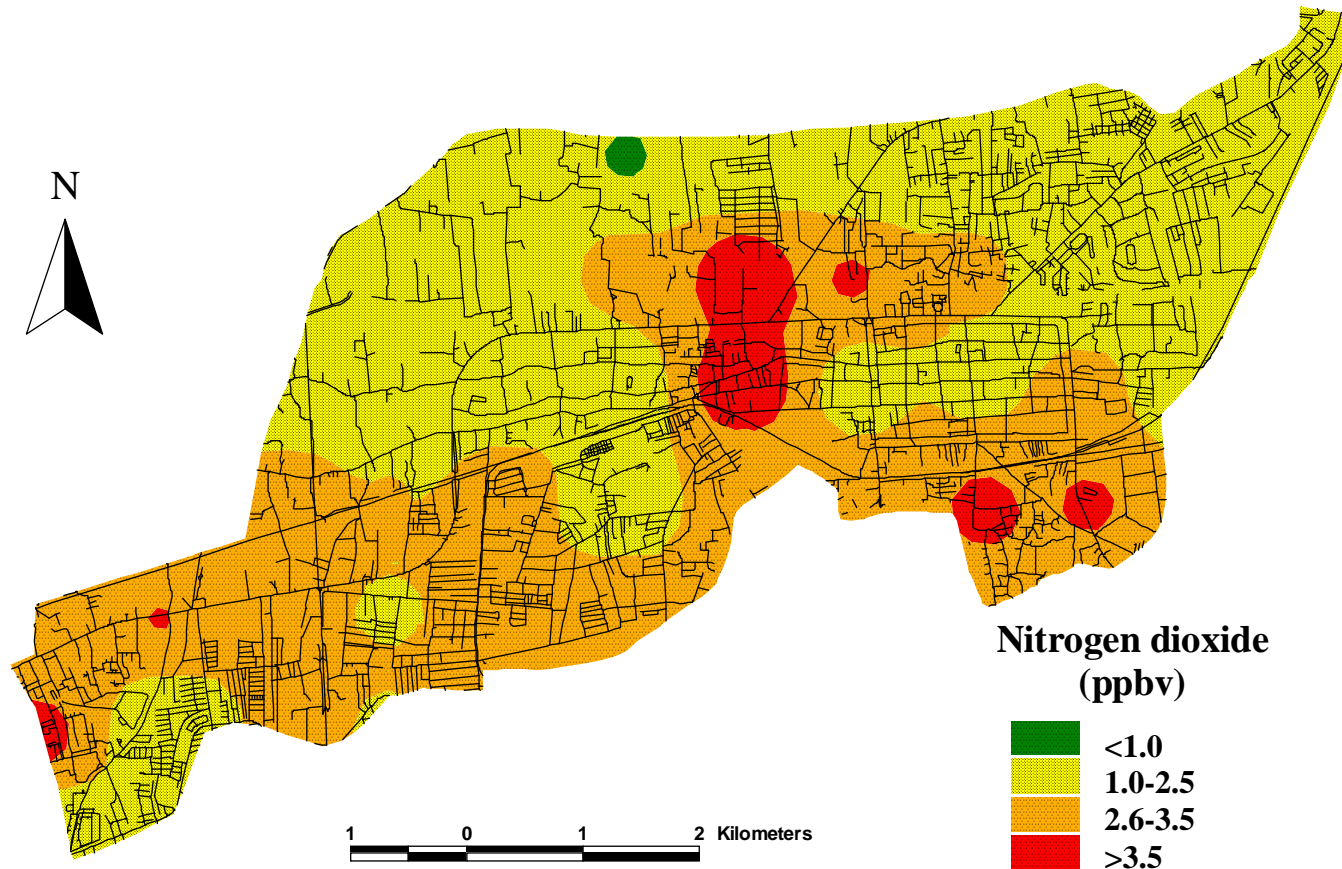 N
Nitrogen dioxide
(ppbv)
<1.0
1.0-2.5
2.6-3.5
>3.5
1 0 1 2 Kilometers